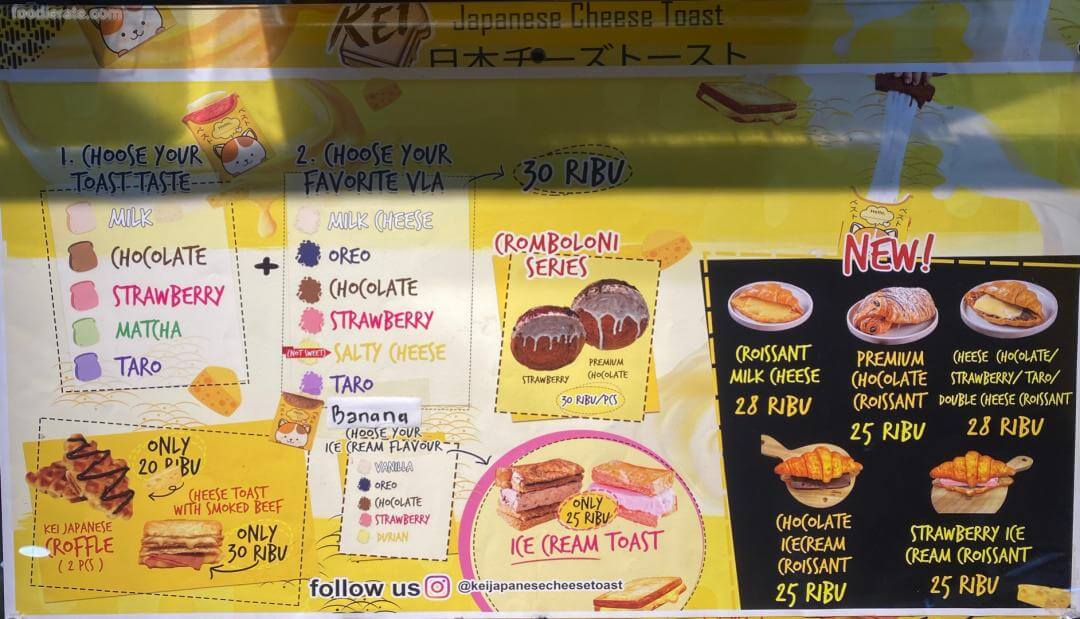 foodierate.com
KEI
Japanese Cheese Toast
日本チーズトースト
1. CHOOSE YOUR
TOAST TASTE
MILK
CHOCOLATE
STRAWBERRY
MATCHA
TARO
+
2. CHOOSE YOUR
FAVORITE VLA
30 RIBU
MILK CHEESE
OREO
CHOCOLATE
STRAWBERRY
(NOT SWEET)
SALTY CHEESE
TARO
Banana
CHOOSE YOUR
ICE CREAM FLAVOUR
VANILLA
OREO
CHOCOLATE
STRAWBERRY
DURIAN
CROMBOLONI
SERIES
STRAWBERRY
PREMIUM
CHOCOLATE
30 RIBU/PCS
ONLY
20 RIBU
KEI JAPANESE
CROFFLE
( 2 PCS )
CHEESE TOAST
WITH SMOKED BEEF
ONLY
30 RIBU
ONLY
25 RIBU
ICE CREAM TOAST
follow us
@keijapanesecheesetoast
Hello,
NEW!
CROISSANT
MILK CHEESE
28 RIBU
PREMIUM
CHOCOLATE
CROISSANT
25 RIBU
CHEESE CHOCOLATE/
STRAWBERRY/ TARO/
DOUBLE CHEESE CROISSANT
28 RIBU
CHOCOLATE
ICECREAM
CROISSANT
25 RIBU
STRAWBERRY ICE
CREAM CROISSANT
25 RIBU